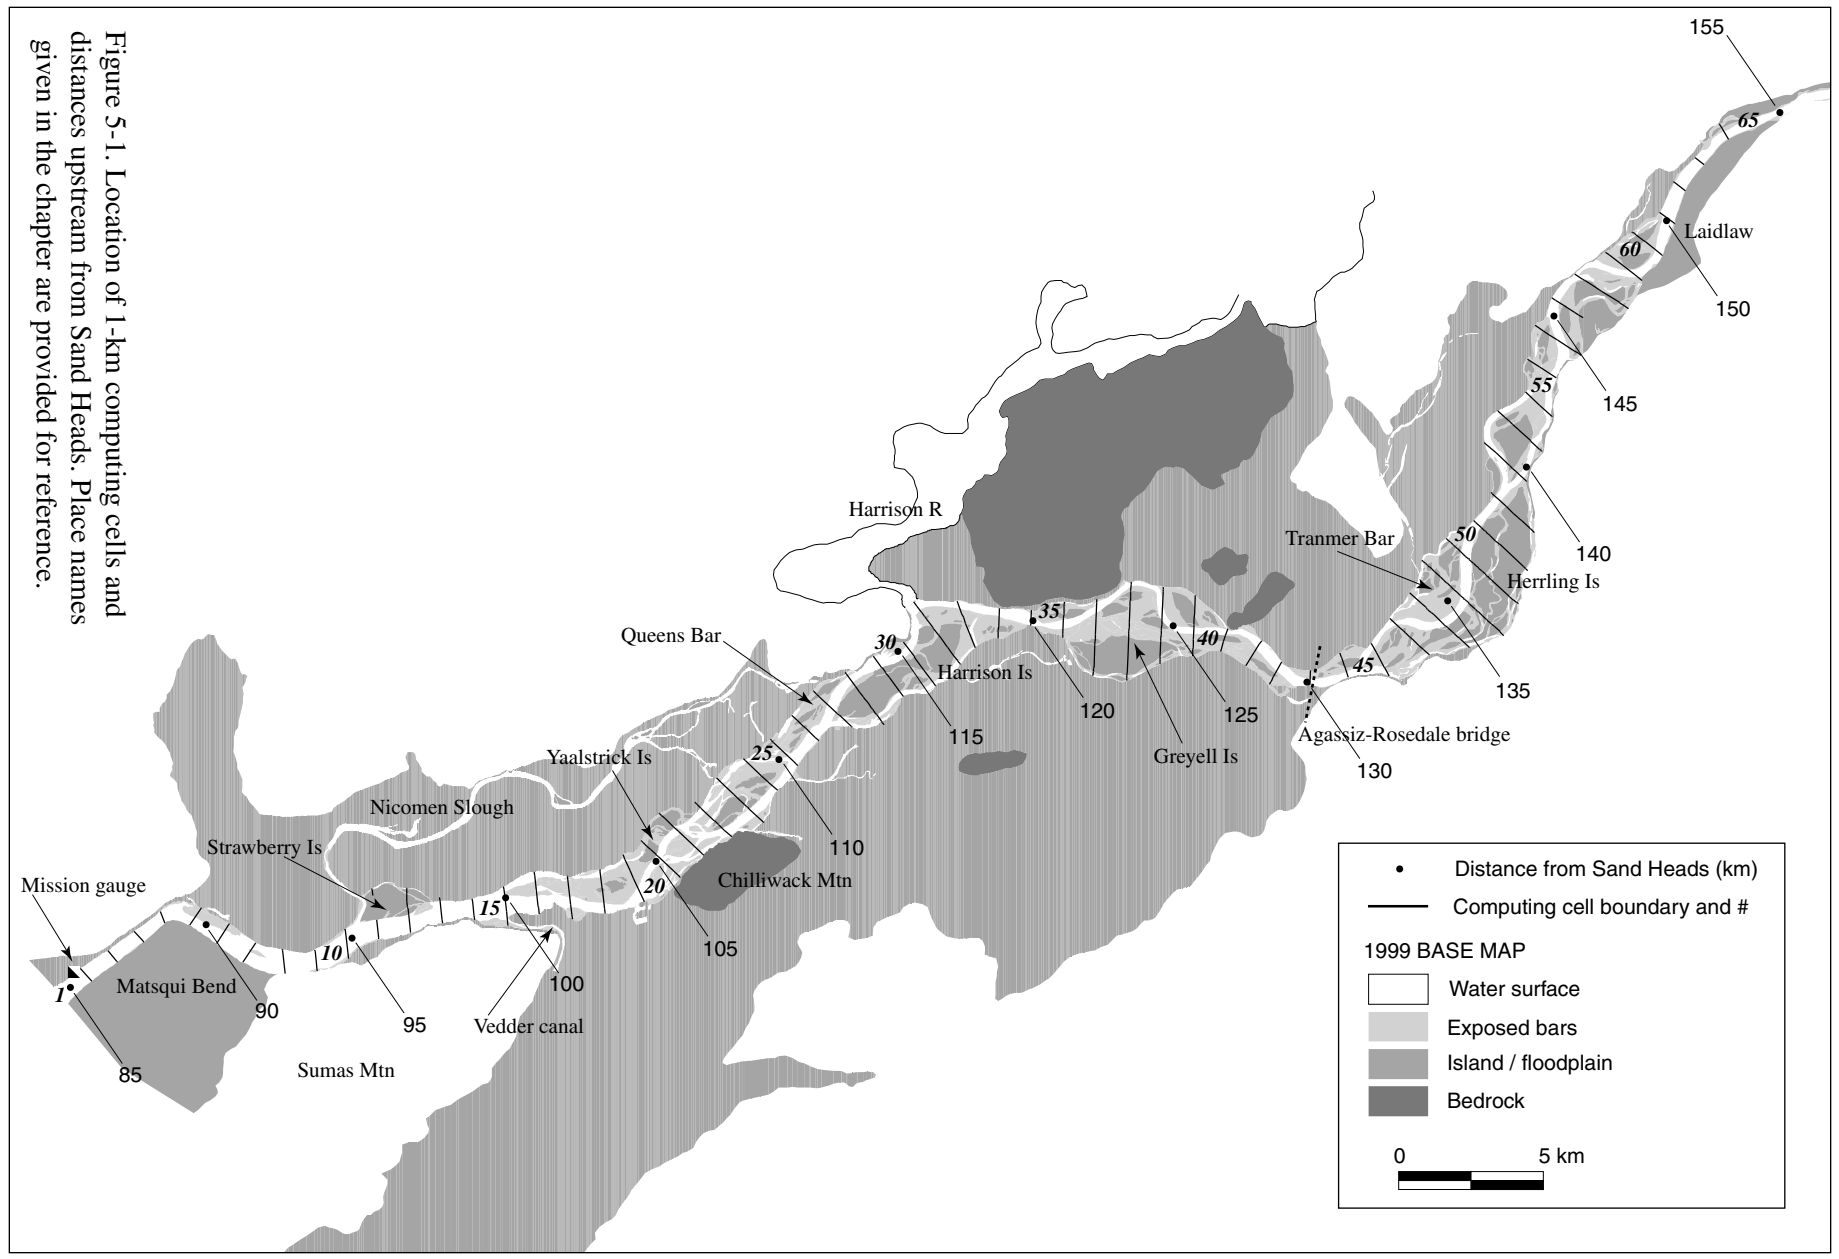 Figure 5-1. Location of 1-km computing cells and
distances upstream from Sand Heads. Place names
given in the chapter are provided for reference.
155
65
Laidlaw
60
150
145
55
Harrison R
Tranmer Bar
50
140
Herrling Is
Queens Bar
30
35
40
45
Harrison Is
135
120
125
115
Agassiz-Rosedale bridge
Greyell Is
130
25
Yaalstrick Is
Nicomen Slough
110
Strawberry Is
Chilliwack Mtn
20
Mission gauge
15
105
10
100
1
Matsqui Bend
90
95
Vedder canal
85
Sumas Mtn
Distance from Sand Heads (km)
Computing cell boundary and #
1999 BASE MAP
Water surface
Exposed bars
Island / floodplain
Bedrock
0 5 km